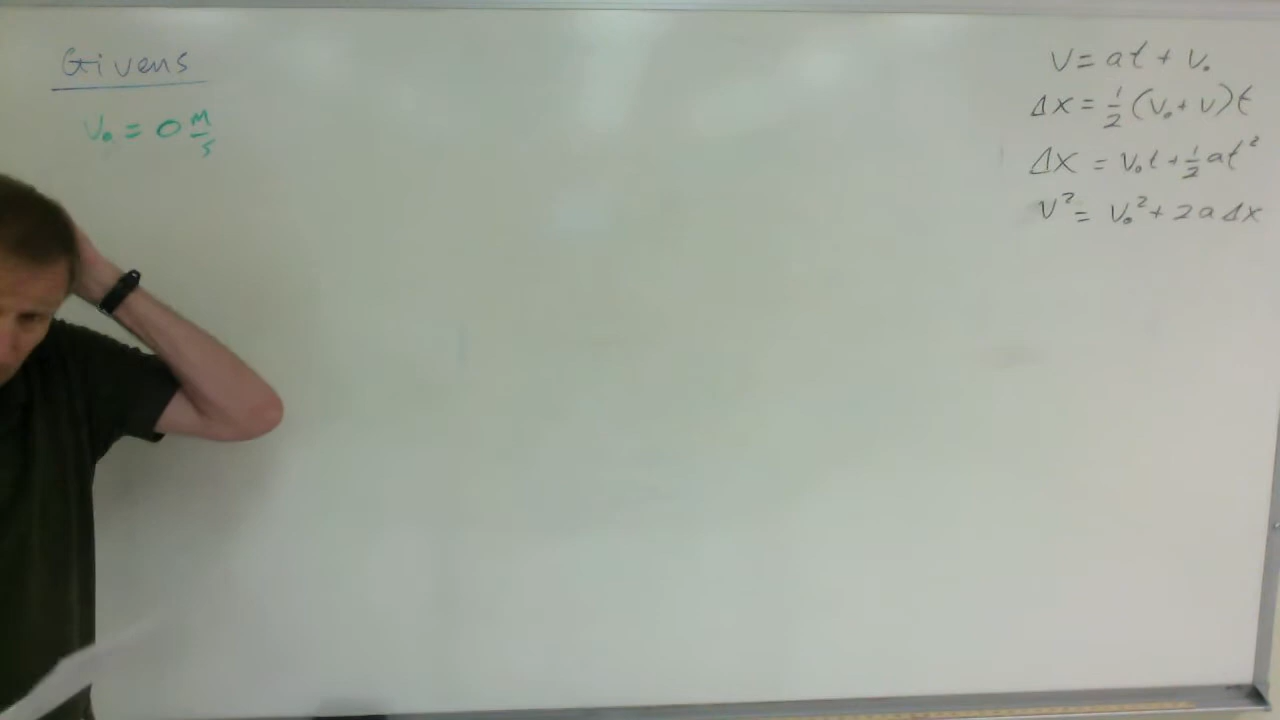 Givens
V₀ = 0 m/s
V = at + V₀
Δx = 1/2 (V₀ + V)t
Δx = V₀t + 1/2 at²
V² = V₀² + 2aΔx